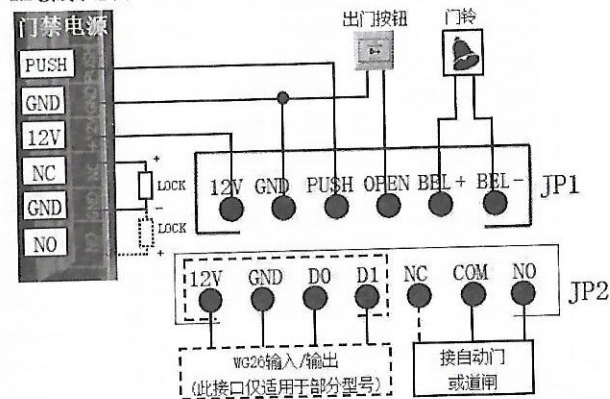 门禁电源
PUSH
GND
12V
NC
GND
NO
LOCK
LOCK
出门按钮
门铃
12V GND PUSH OPEN BEL+ BEL- JP1
12V GND D0 D1 NC COM NO JP2
WG26输入/输出
(此接口仅适用于部分型号)
接自动门
或道闸